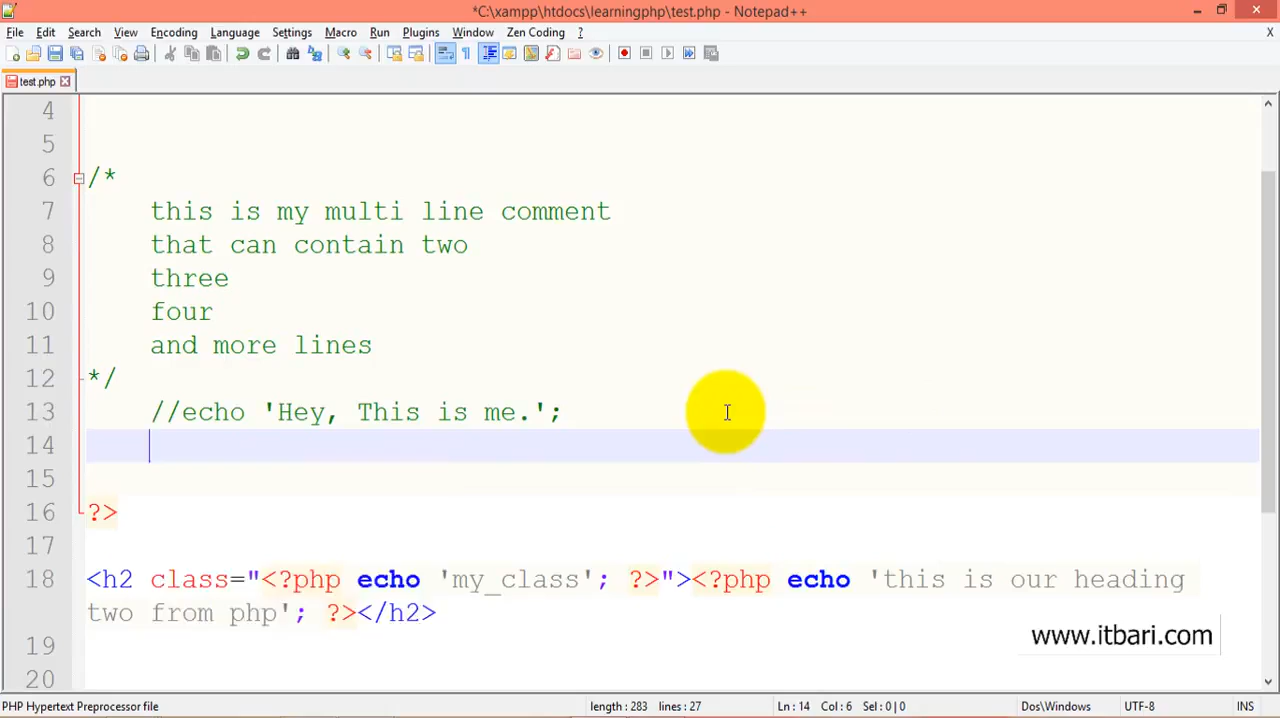 *C:\xampp\htdocs\learningphp\test.php - Notepad++
File Edit Search View Encoding Language Settings Macro Run Plugins Window Zen Coding ? X
test.php
4
5
6 /*
7 this is my multi line comment
8 that can contain two
9 three
10 four
11 and more lines
12 */
13 //echo 'Hey, This is me.';
14
15
16 ?>
17
18 <h2 class="<?php echo 'my_class'; ?>"><?php echo 'this is our heading
two from php'; ?></h2>
www.itbari.com
19
20
PHP Hypertext Preprocessor file length : 283 lines : 27 Ln : 14 Col : 6 Sel : 0 | 0 Dos\Windows UTF-8 INS